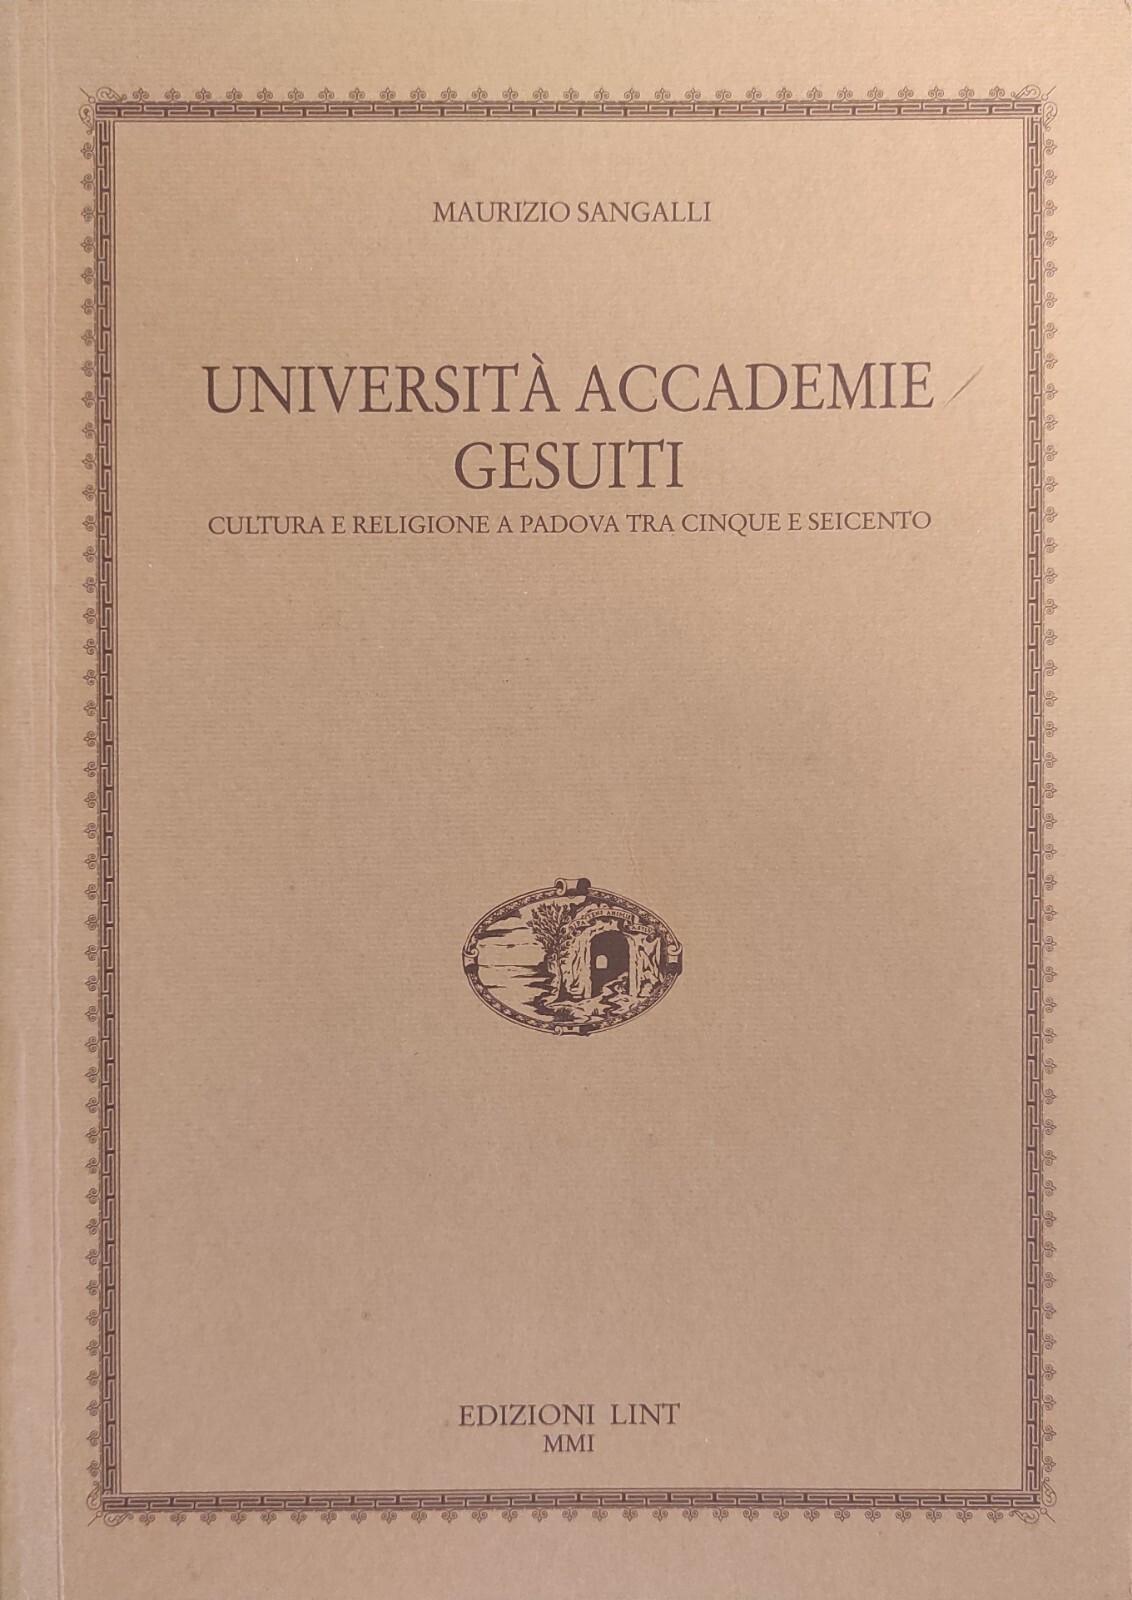 MAURIZIO SANGALLI
UNIVERSITÀ ACCADEMIE
GESUITI
CULTURA E RELIGIONE A PADOVA TRA CINQUE E SEICENTO
EDIZIONI LINT
MMI